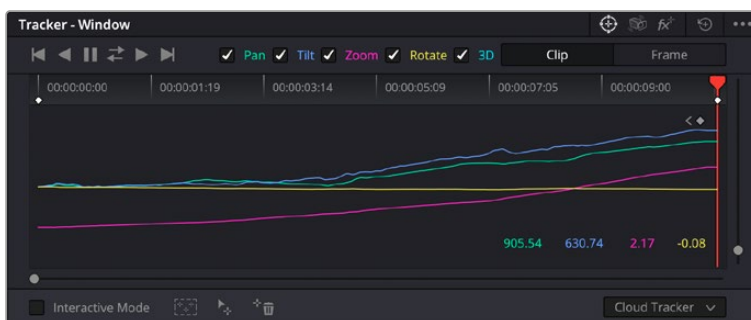 Tracker - Window
Pan Tilt Zoom Rotate 3D Clip Frame
00:00:00:00 00:00:01:19 00:00:03:14 00:00:05:09 00:00:07:05 00:00:09:00
905.54 630.74 2.17 -0.08
Interactive Mode Cloud Tracker